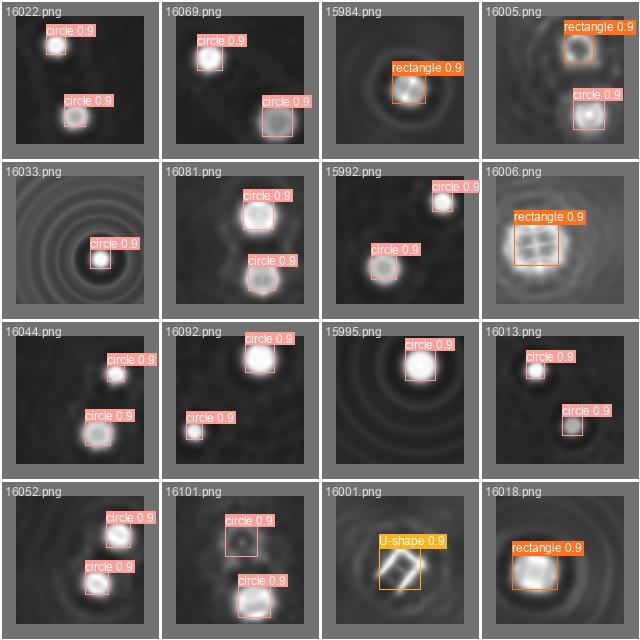 16022.png
circle 0.9
circle 0.9
16069.png
circle 0.9
circle 0.9
15984.png
rectangle 0.9
16005.png
rectangle 0.9
circle 0.9
16033.png
circle 0.9
16081.png
circle 0.9
circle 0.9
15992.png
circle 0.9
circle 0.9
16006.png
rectangle 0.9
16044.png
circle 0.9
circle 0.9
16092.png
circle 0.9
circle 0.9
15995.png
circle 0.9
16013.png
circle 0.9
circle 0.9
16052.png
circle 0.9
circle 0.9
16101.png
circle 0.9
circle 0.9
16001.png
U-shape 0.9
16018.png
rectangle 0.9